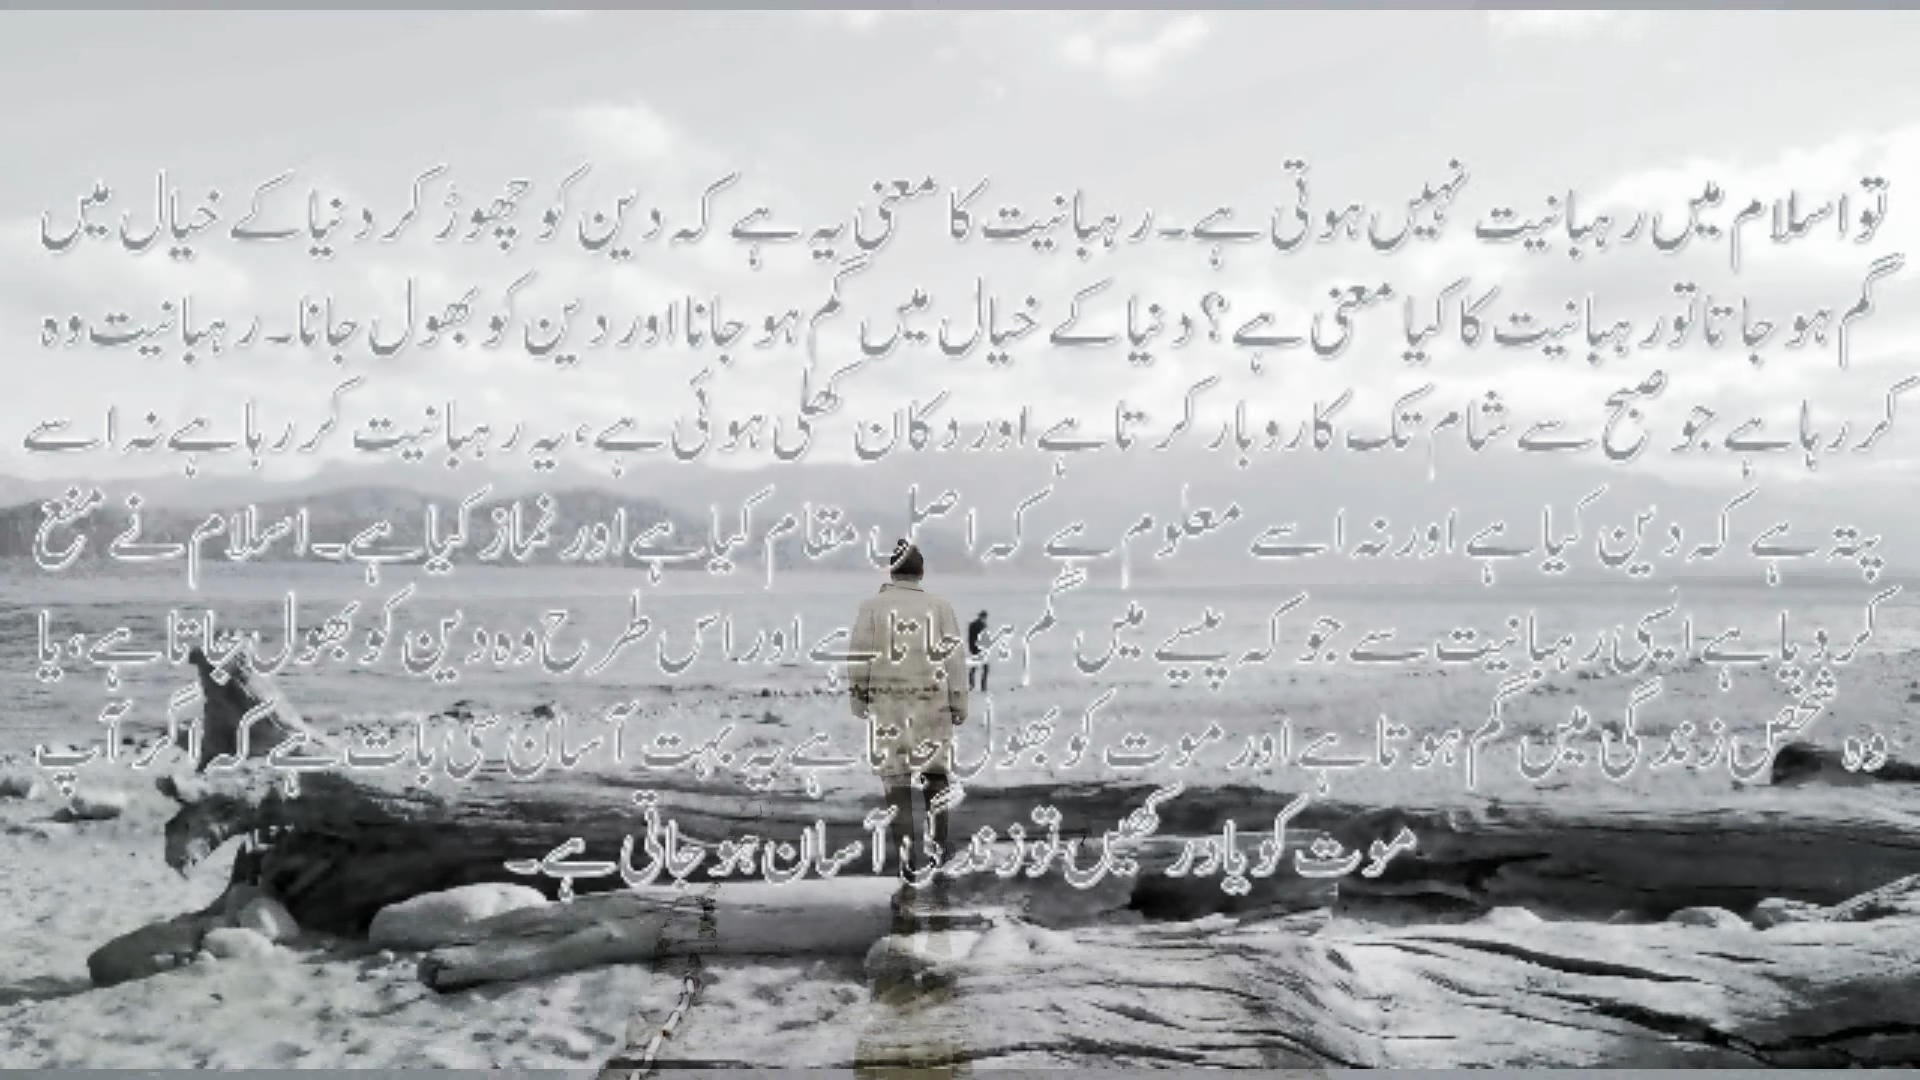 تو اسلام میں رہبانیت نہیں ہوتی ہے۔ رہبانیت کا معنی یہ ہے کہ دین کو چھوڑ کر دنیا کے خیال میں
گم ہو جاتا تو رہبانیت کا کیا معنی ہے؟ دنیا کے خیال میں گم ہو جانا اور دین کو بھول جانا۔ رہبانیت وہ
کر رہا ہے جو صبح سے شام تک کاروبار کرتا ہے اور دکان کھلی ہوئی ہے، یہ رہبانیت کر رہا ہے نہ اسے
پتہ ہے کہ دین کیا ہے اور نہ اسے معلوم ہے کہ اصل مقام کیا ہے اور نماز کیا ہے۔ اسلام نے منع
کر دیا ہے ایسی رہبانیت سے جو کہ پیسے میں گم ہو جاتا ہے اور اس طرح وہ دین کو بھول جاتا ہے، یا
وہ شخص زندگی میں گم ہوتا ہے اور موت کو بھول جاتا ہے یہ بہت آسان سی بات ہے کہ اگر آپ
موت کو یاد رکھیں تو زندگی آسان ہو جاتی ہے۔